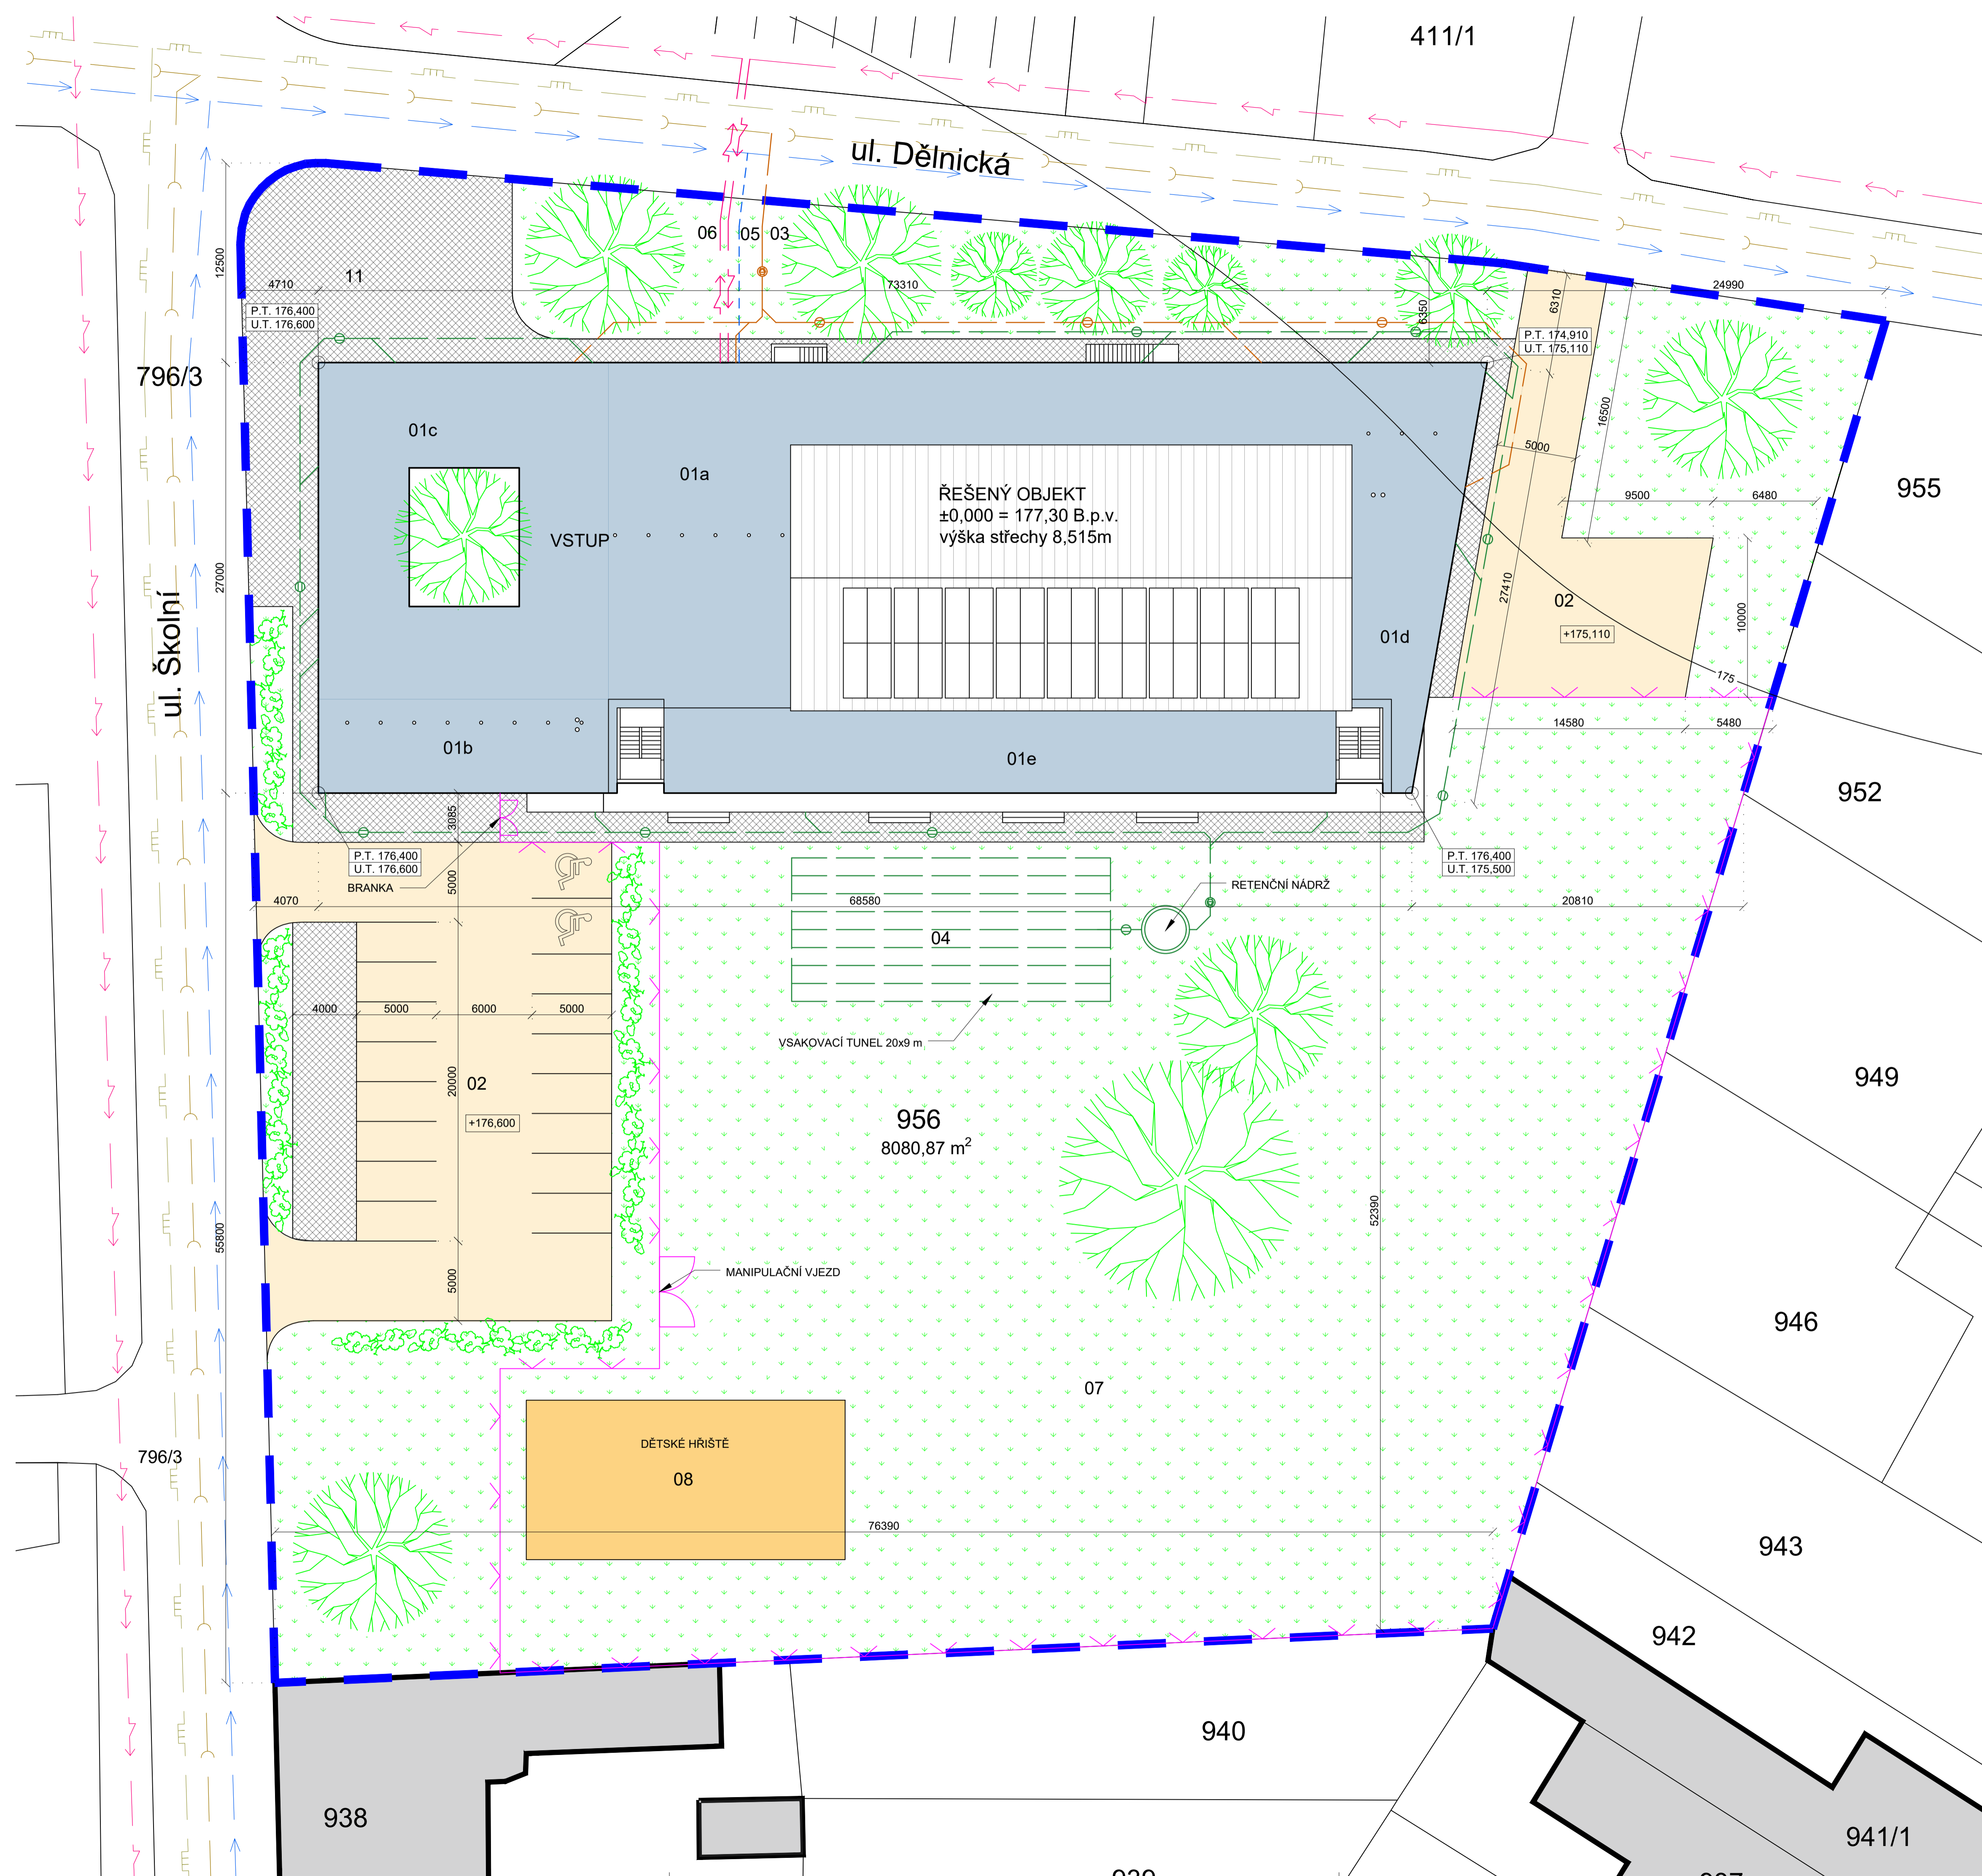 411/1
ul. Dělnická
06
05
03
11
12500
4710
73310
24990
P.T. 176,400
U.T. 176,600
6350
6310
P.T. 174,910
U.T. 175,110
796/3
01c
01a
16500
5000
ŘEŠENÝ OBJEKT
±0,000 = 177,30 B.p.v.
výška střechy 8,515m
VSTUP
9500
6480
955
27000
27410
02
+175,110
10000
01d
ul. Školní
175
14580
5480
01b
01e
952
3085
P.T. 176,400
U.T. 176,600
BRANKA
5000
P.T. 176,400
U.T. 175,500
RETENČNÍ NÁDRŽ
4070
68580
20810
04
4000
5000
6000
5000
VSAKOVACÍ TUNEL 20x9 m
20000
02
+176,600
956
8080,87 m²
949
52390
55800
5000
MANIPULAČNÍ VJEZD
946
07
DĚTSKÉ HŘIŠTĚ
08
796/3
76390
943
942
940
938
941/1